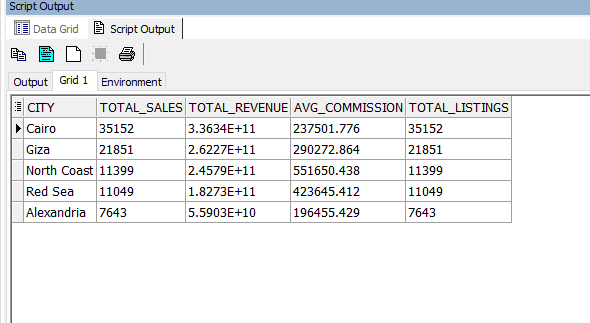 Script Output
Data Grid Script Output
Output Grid 1 Environment
CITY TOTAL_SALES TOTAL_REVENUE AVG_COMMISSION TOTAL_LISTINGS
Cairo 35152 3.3634E+11 237501.776 35152
Giza 21851 2.6227E+11 290272.864 21851
North Coast 11399 2.4579E+11 551650.438 11399
Red Sea 11049 1.8273E+11 423645.412 11049
Alexandria 7643 5.5903E+10 196455.429 7643